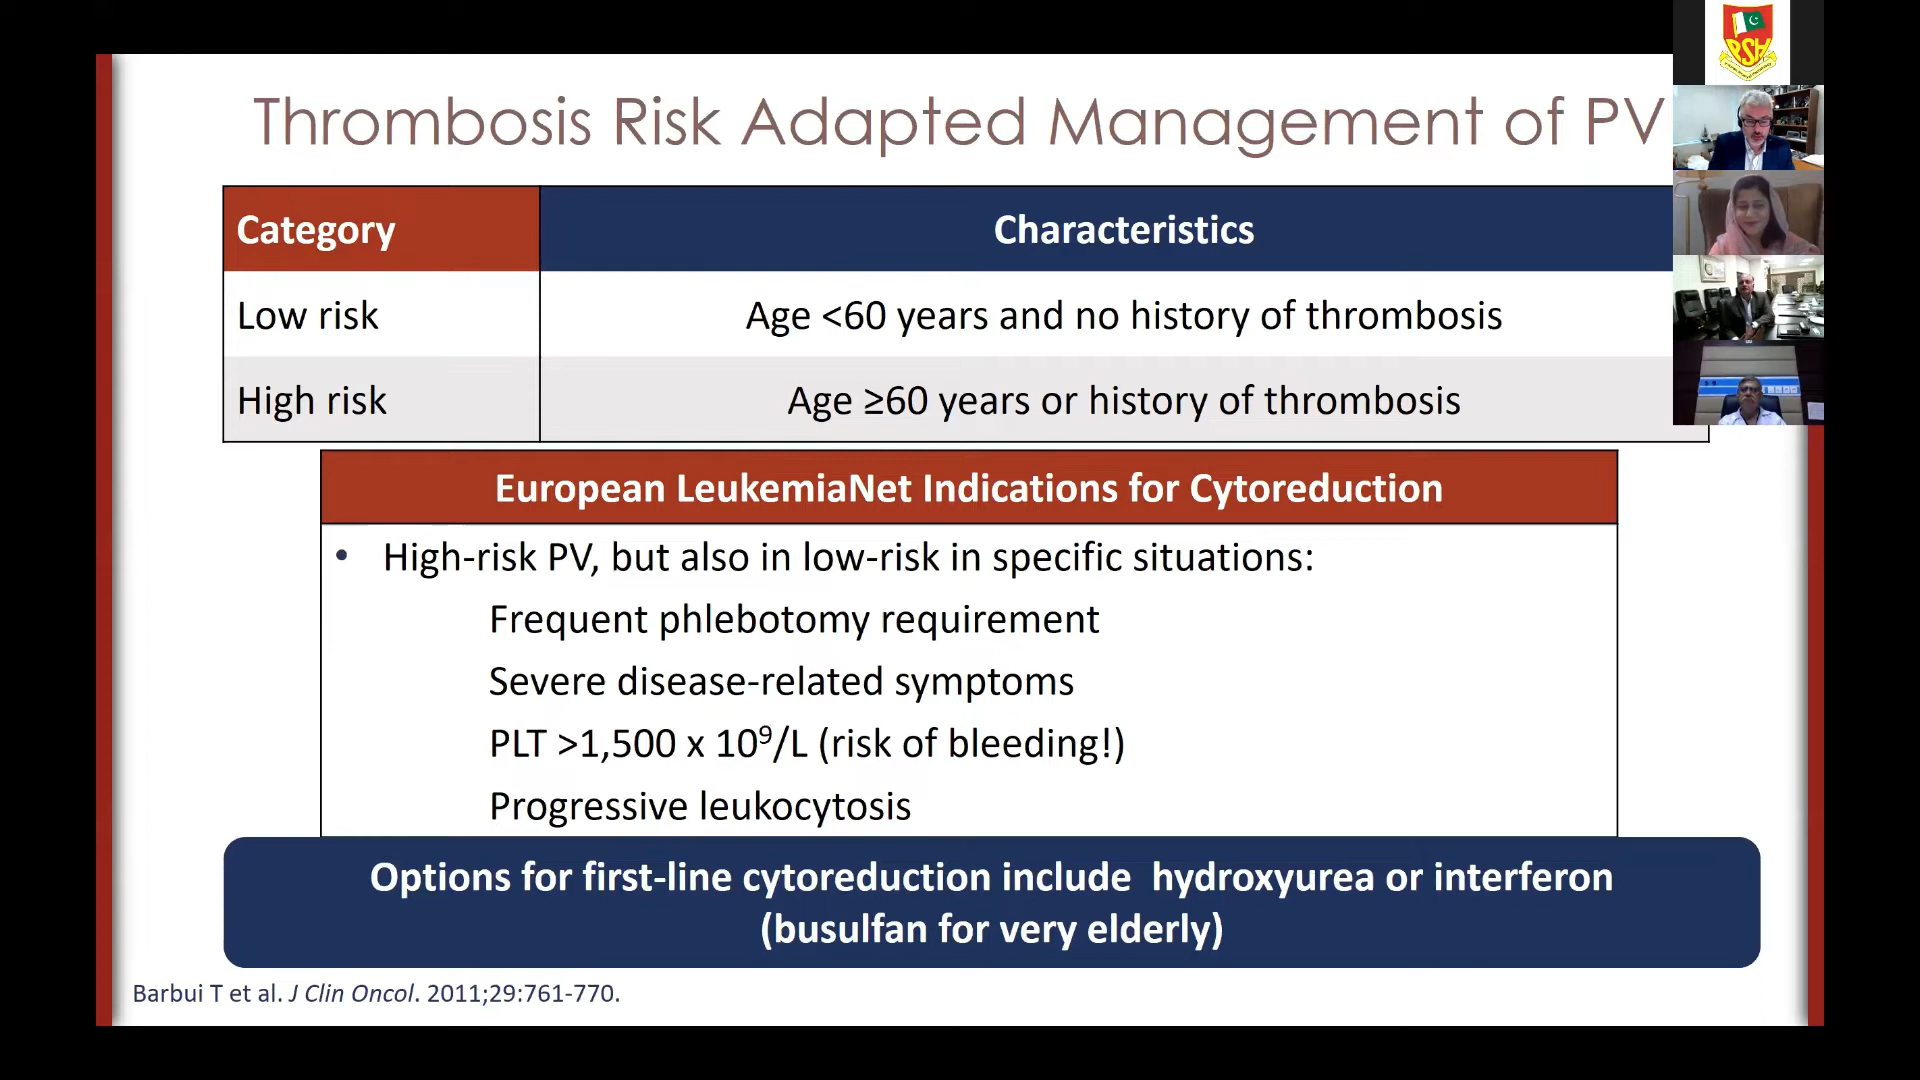 Thrombosis Risk Adapted Management of PV
Category
Characteristics
Low risk
Age <60 years and no history of thrombosis
High risk
Age ≥60 years or history of thrombosis
European LeukemiaNet Indications for Cytoreduction
• High-risk PV, but also in low-risk in specific situations:
Frequent phlebotomy requirement
Severe disease-related symptoms
PLT >1,500 x 10⁹/L (risk of bleeding!)
Progressive leukocytosis
Options for first-line cytoreduction include hydroxyurea or interferon
(busulfan for very elderly)
Barbui T et al. J Clin Oncol. 2011;29:761-770.
PSH